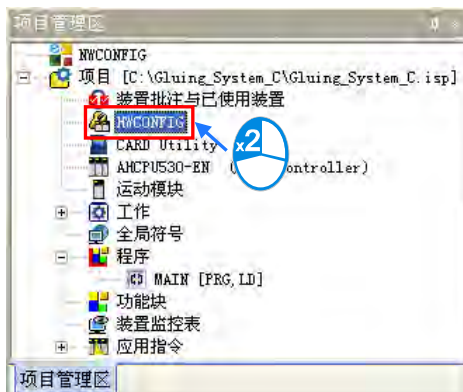 项目管理区
NWCONFIG
项目 [C:\Gluing_System_C\Gluing_System_C.isp]
装置批注与已使用装置
HWCONFIG
x2
CARD Utility
AHCPU530-EN ( ontroller)
运动模块
工作
全局符号
程序
MAIN [PRG,LD]
功能块
装置监控表
应用指令
项目管理区